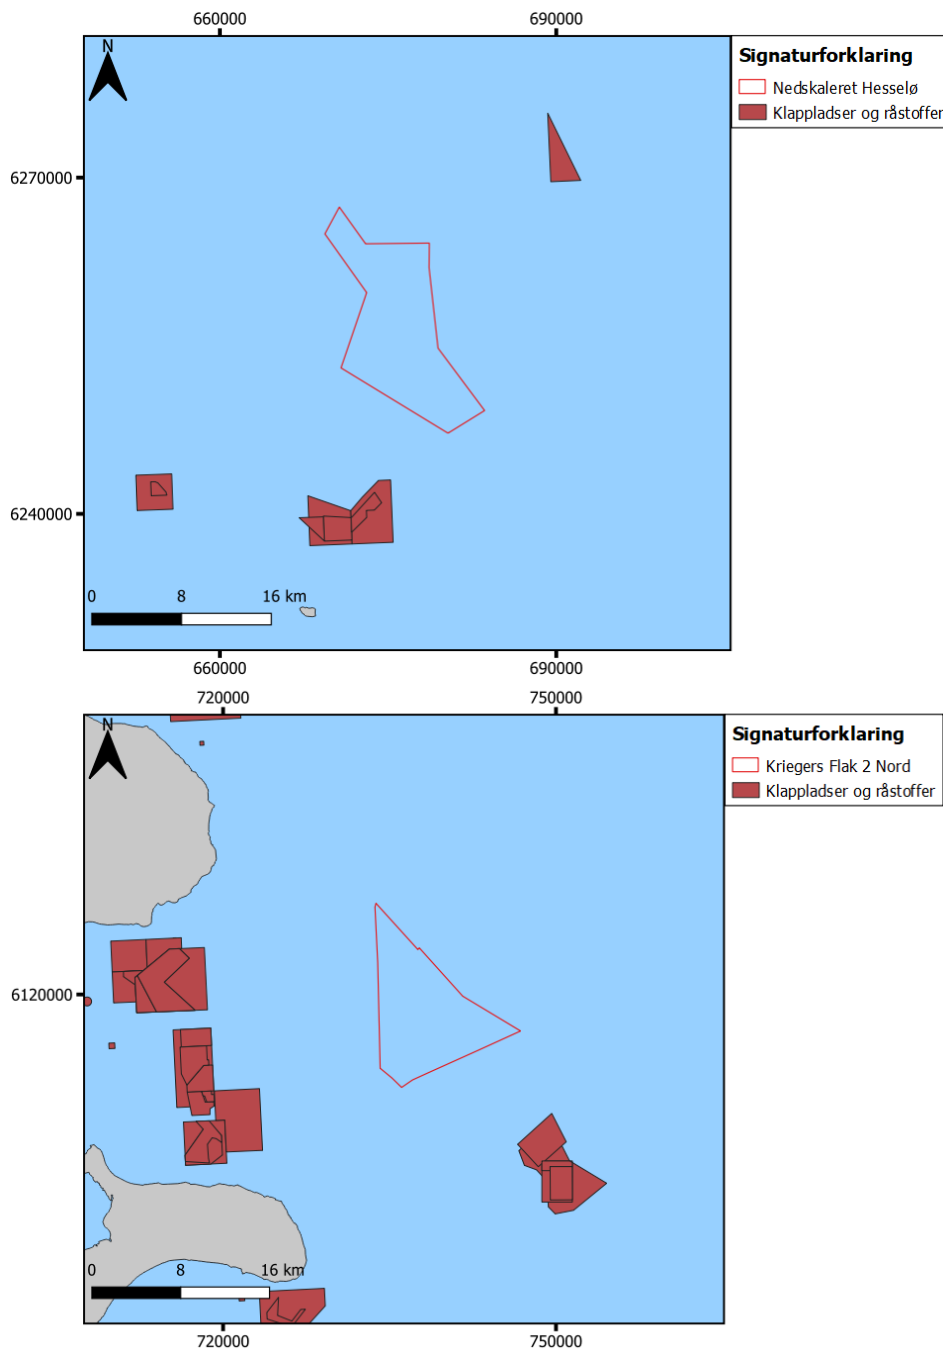 660000 690000
N
Signaturforklaring
Nedskaleret Hesselø
Klappladser og råstoffer
6270000
6240000
0 8 16 km
660000 690000
720000 750000
N
Signaturforklaring
Kriegers Flak 2 Nord
Klappladser og råstoffer
6120000
0 8 16 km
720000 750000